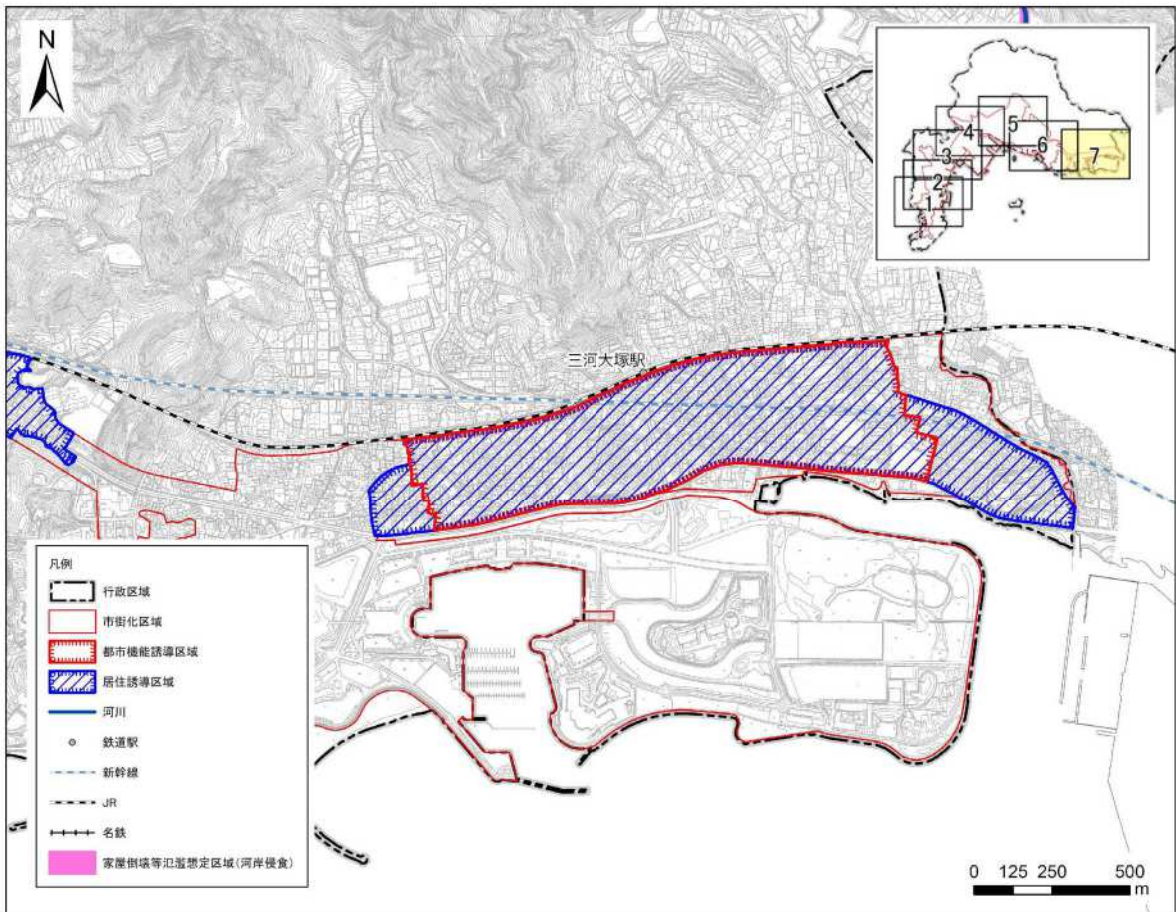 N
4
5
6
7
3
2
1
三河大塚駅
凡例
行政区域
市街化区域
都市機能誘導区域
居住誘導区域
河川
鉄道駅
新幹線
JR
名鉄
家屋倒壊等氾濫想定区域(河岸侵食)
0 125 250 500
m